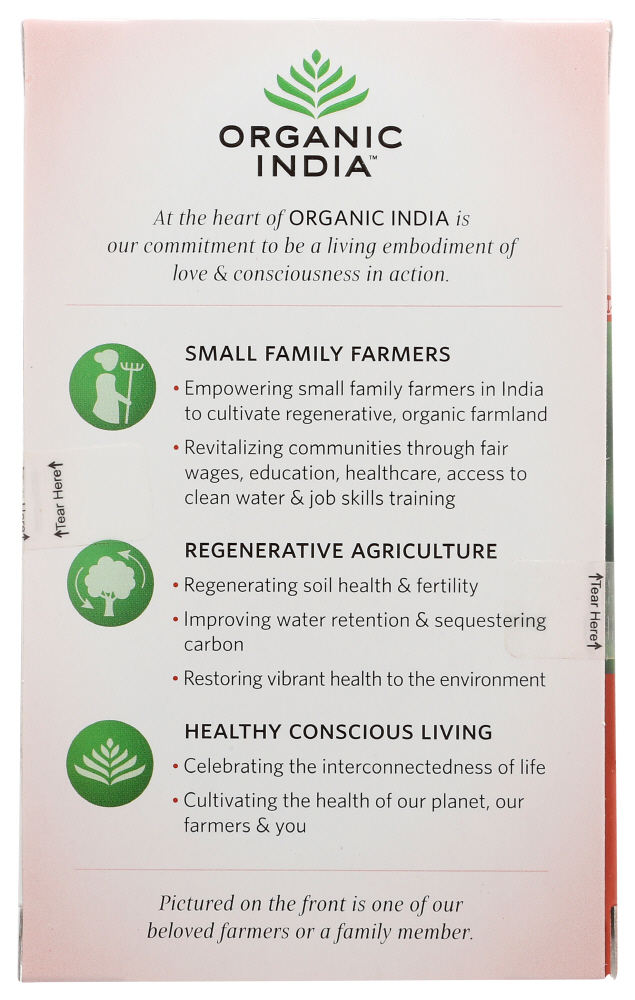 ORGANIC
INDIA™
At the heart of ORGANIC INDIA is
our commitment to be a living embodiment of
love & consciousness in action.
SMALL FAMILY FARMERS
• Empowering small family farmers in India
to cultivate regenerative, organic farmland
• Revitalizing communities through fair
wages, education, healthcare, access to
clean water & job skills training
Tear Here
REGENERATIVE AGRICULTURE
• Regenerating soil health & fertility
• Improving water retention & sequestering
carbon
• Restoring vibrant health to the environment
Tear Here
HEALTHY CONSCIOUS LIVING
• Celebrating the interconnectedness of life
• Cultivating the health of our planet, our
farmers & you
Pictured on the front is one of our
beloved farmers or a family member.